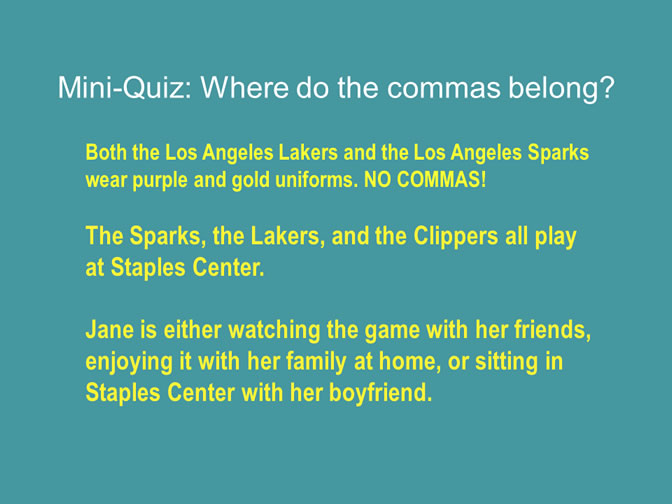 Mini-Quiz: Where do the commas belong?
Both the Los Angeles Lakers and the Los Angeles Sparks
wear purple and gold uniforms. NO COMMAS!
The Sparks, the Lakers, and the Clippers all play
at Staples Center.
Jane is either watching the game with her friends,
enjoying it with her family at home, or sitting in
Staples Center with her boyfriend.